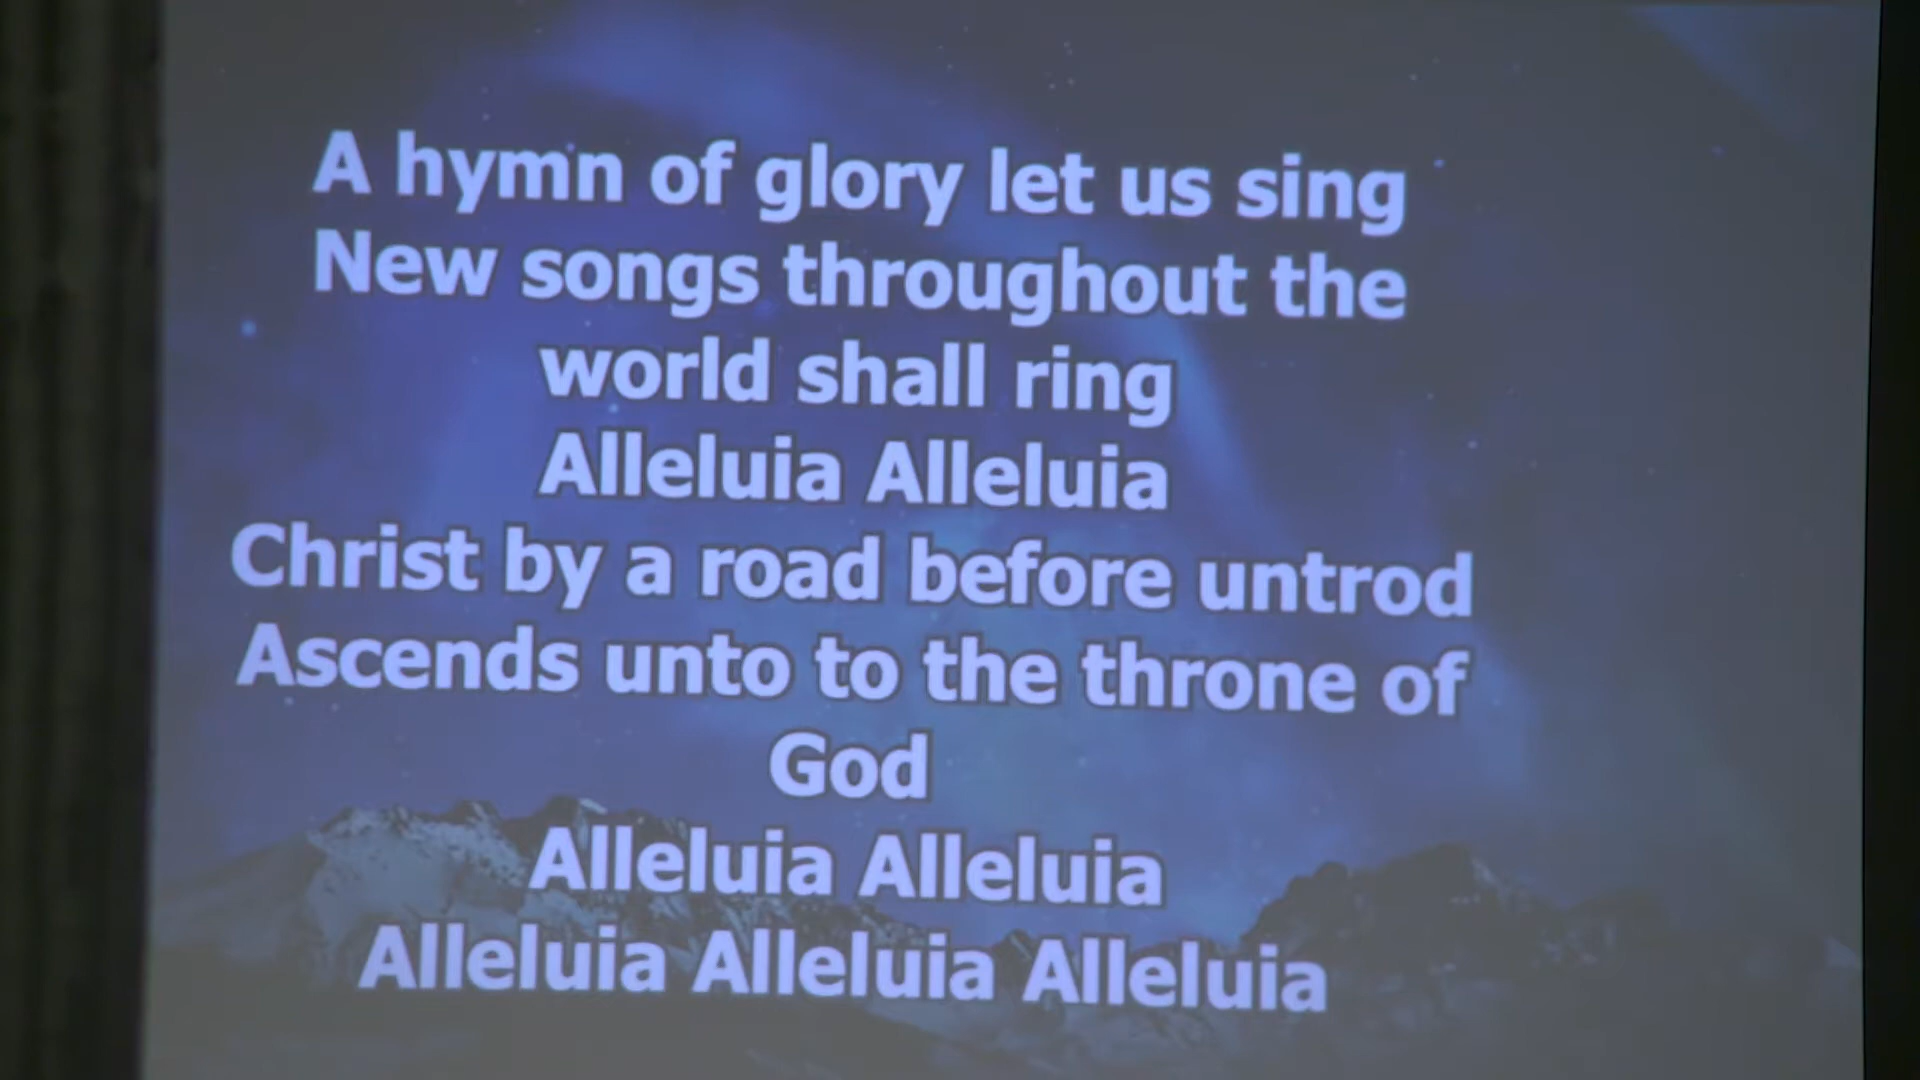 A hymn of glory let us sing
New songs throughout the
world shall ring
Alleluia Alleluia
Christ by a road before untrod
Ascends unto to the throne of
God
Alleluia Alleluia
Alleluia Alleluia Alleluia